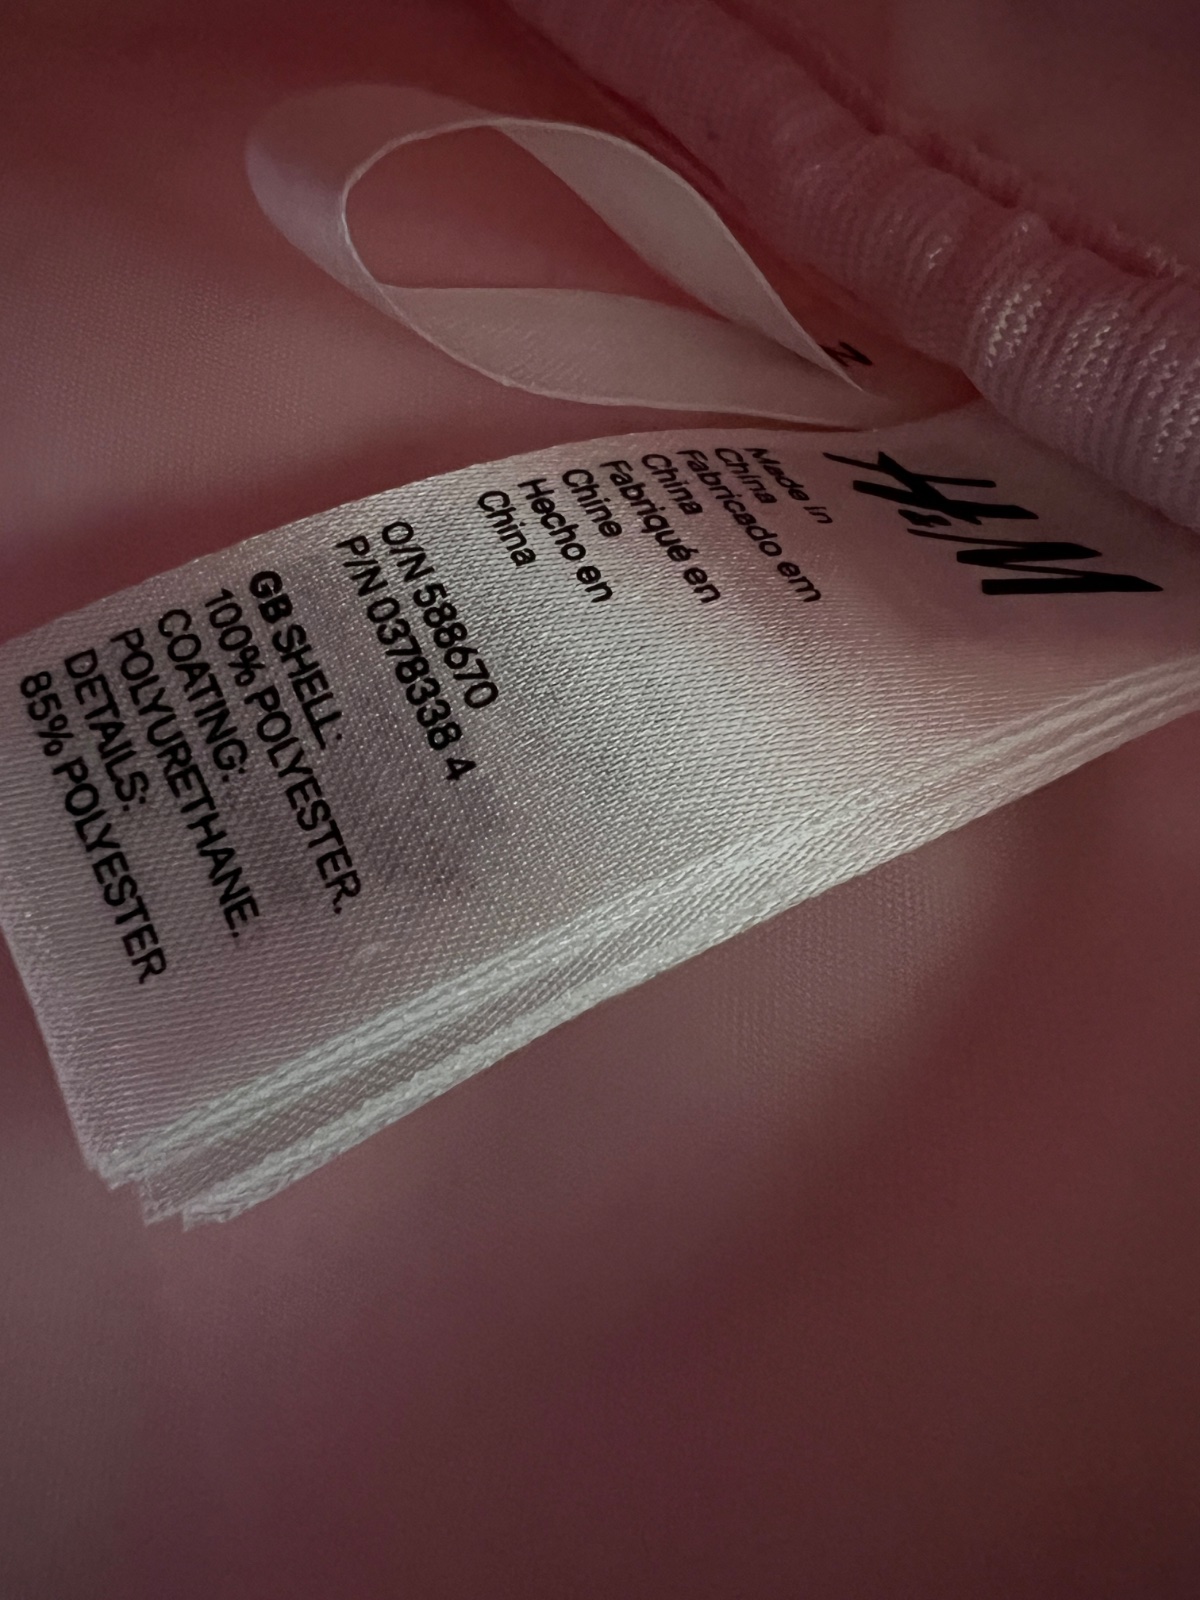 H&M
Made in
China
Fabricado em
China
Fabriqué en
Chine
Hecho en
China
O/N 588670
P/N 0378338 4
GB SHELL:
100% POLYESTER.
COATING:
POLYURETHANE.
DETAILS:
85% POLYESTER